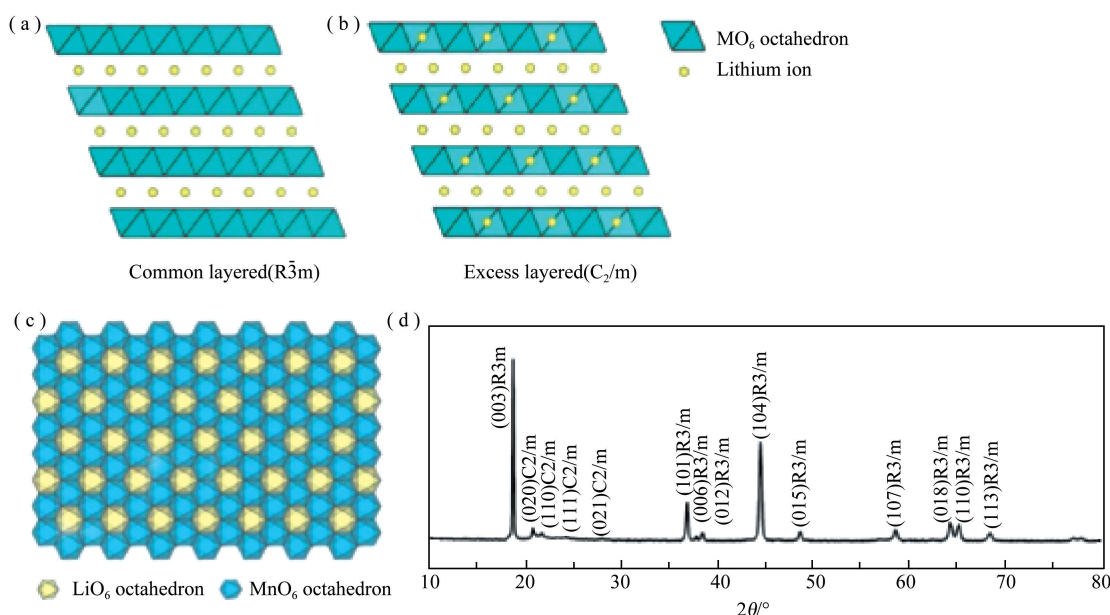 ( a )
( b )
MO₆ octahedron
Lithium ion
Common layered(R3̄m)
Excess layered(C₂/m)
( c )
( d )
(003)R3m
(020)C2/m
(110)C2/m
(111)C2/m
(021)C2/m
(101)R3/m
(006)R3/m
(012)R3/m
(104)R3/m
(015)R3/m
(107)R3/m
(018)R3/m
(110)R3/m
(113)R3/m
LiO₆ octahedron
MnO₆ octahedron
10 20 30 40 50 60 70 80
2θ/°